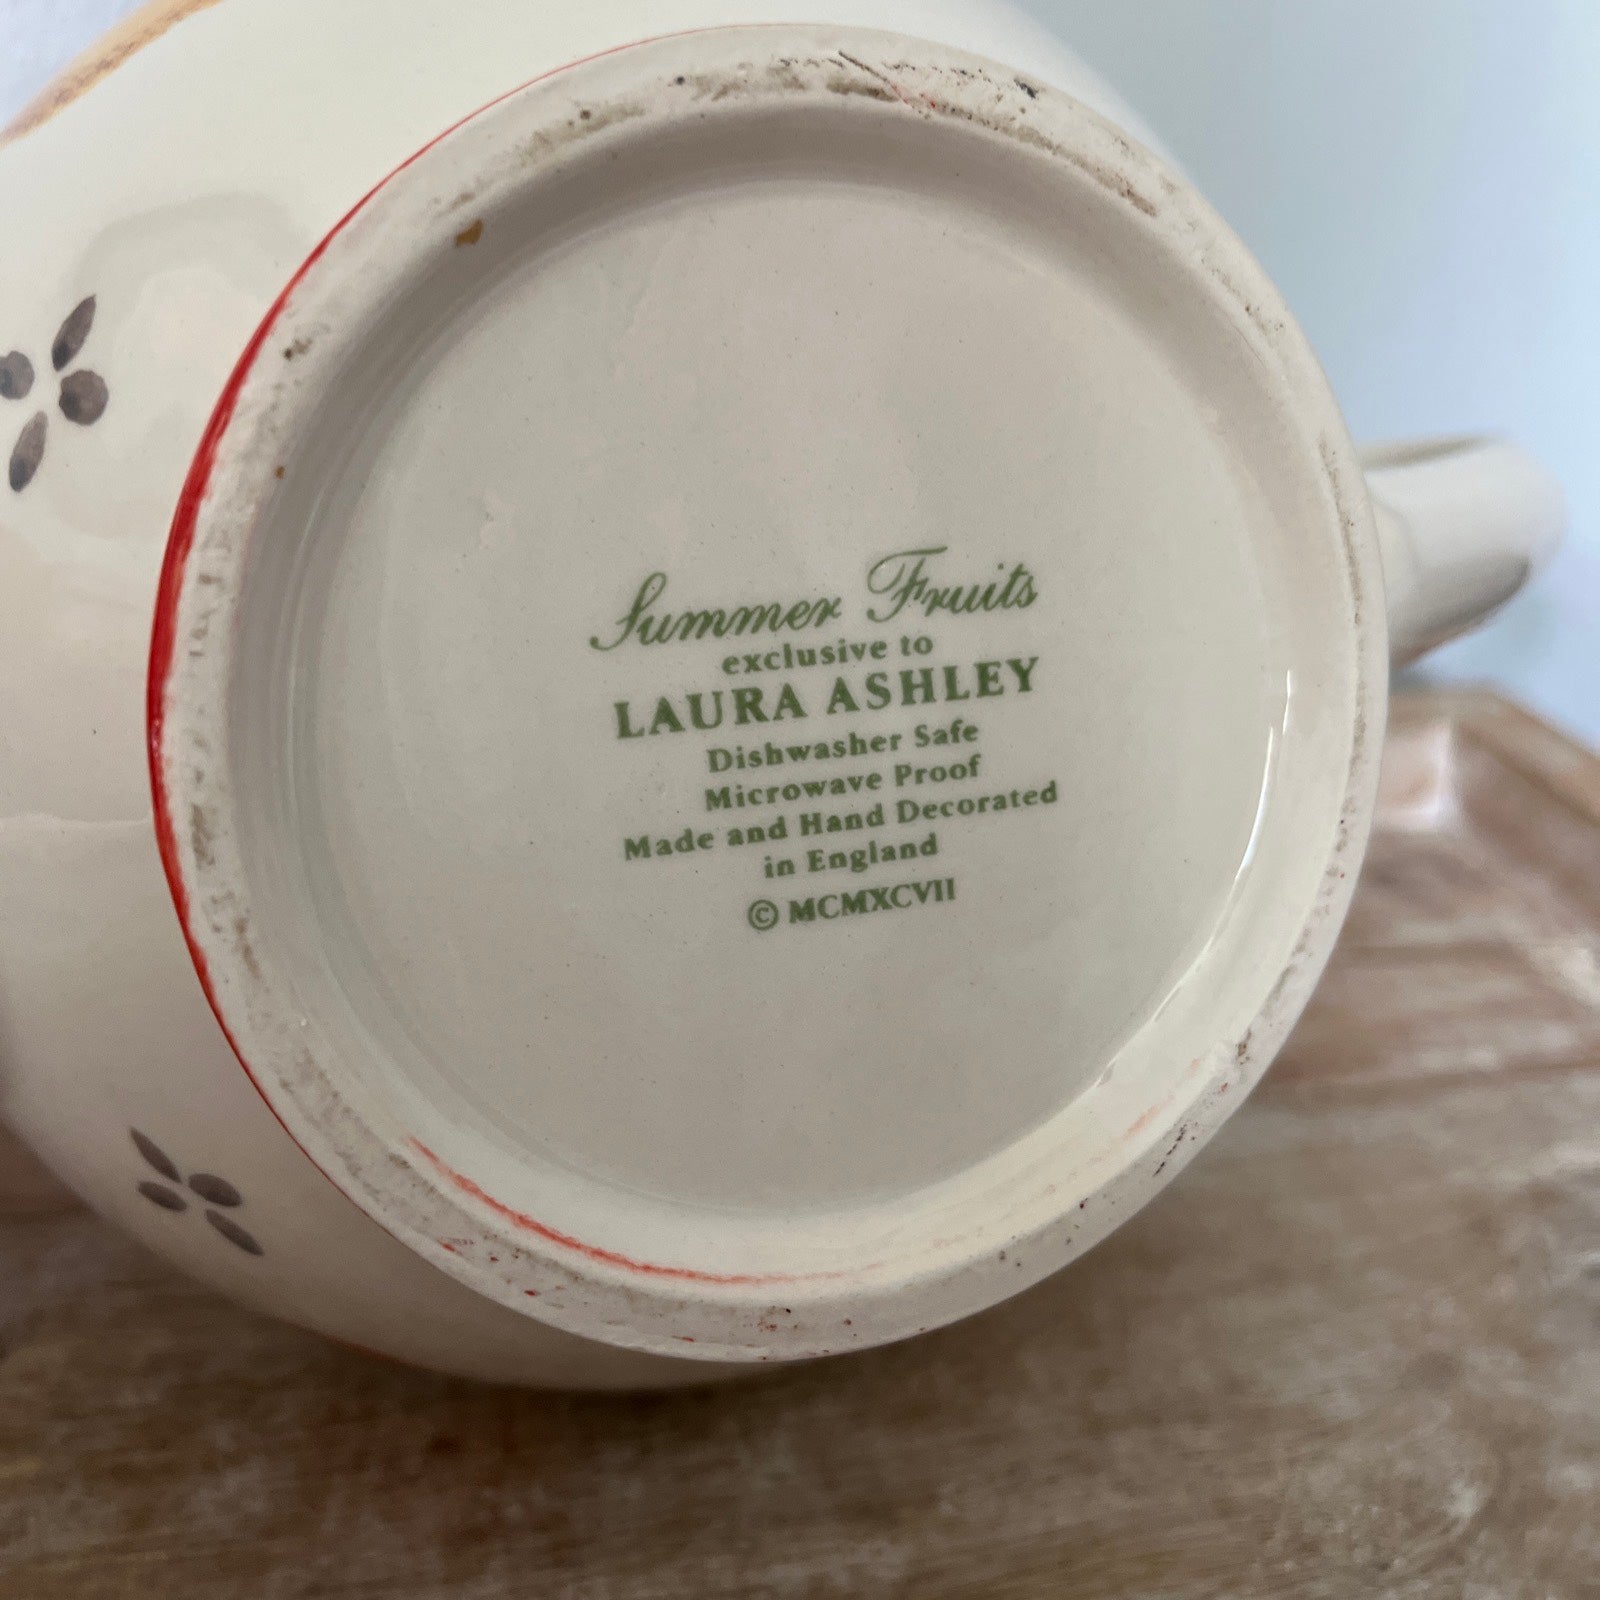 Summer Fruits
exclusive to
LAURA ASHLEY
Dishwasher Safe
Microwave Proof
Made and Hand Decorated
in England
© MCMXCVII